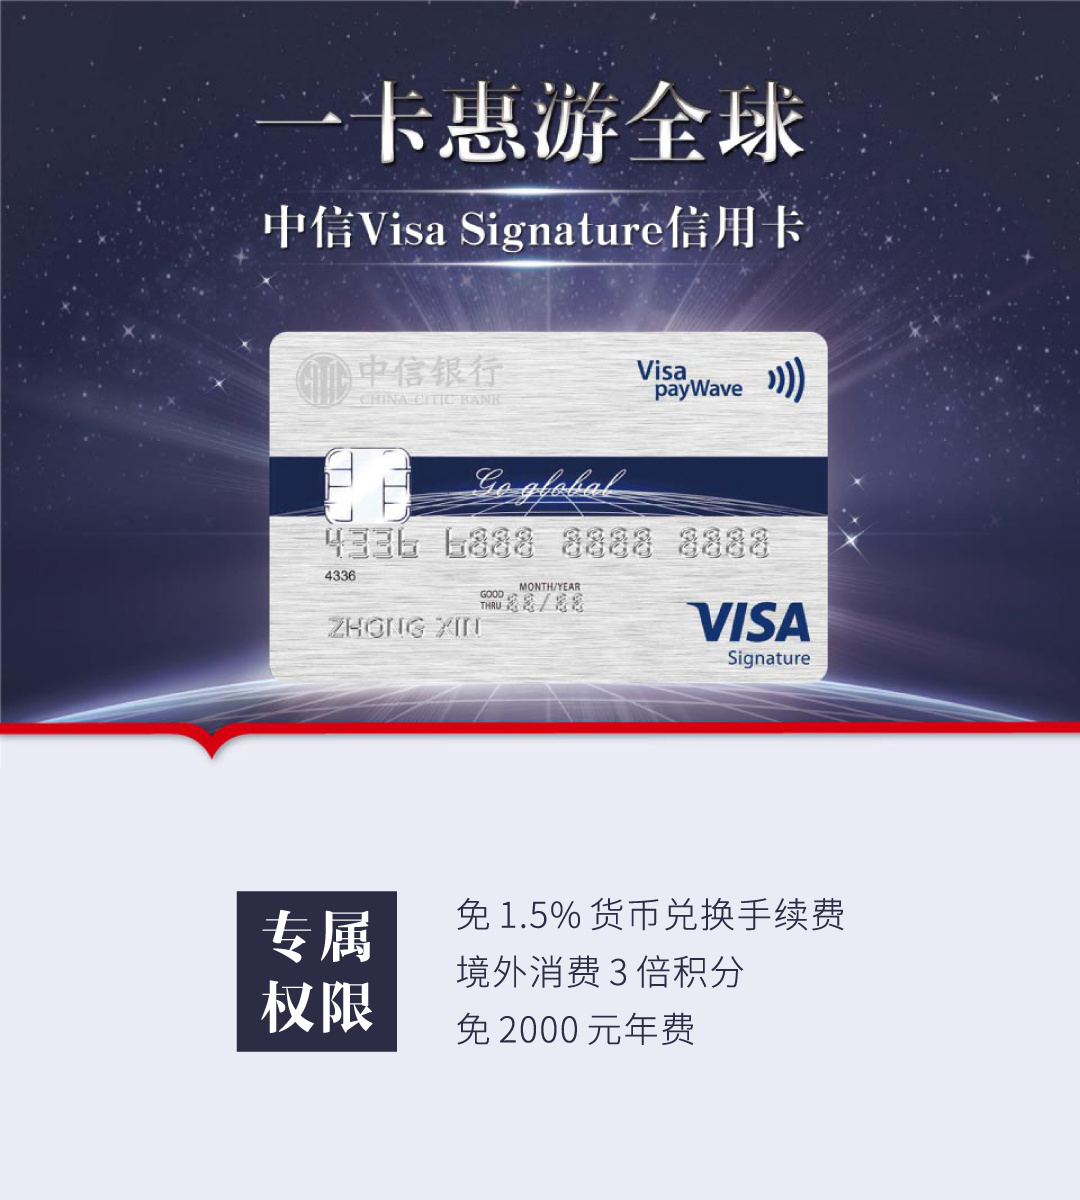 一卡惠游全球
中信Visa Signature信用卡
中信银行
CHINA CITIC BANK
Visa
payWave
Go global
4336 6888 8888 8888
4336
MONTH/YEAR
GOOD
THRU 88/88
ZHONG XIN
VISA
Signature
专属
权限
免 1.5% 货币兑换手续费
境外消费 3 倍积分
免 2000 元年费